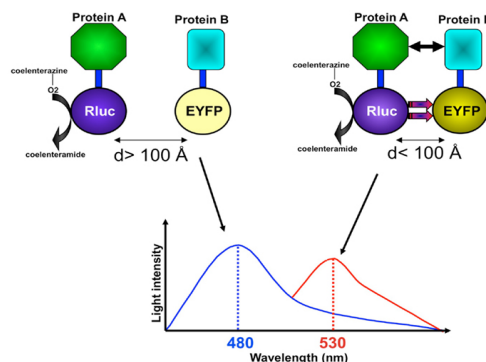 Protein A
Protein B
coelenterazine
O2
Rluc
EYFP
coelenteramide
d> 100 Å
Protein A
Protein
coelenterazine
O2
Rluc
EYFP
coelenteramide
d< 100 Å
Light intensity
480
530
Wavelength (nm)